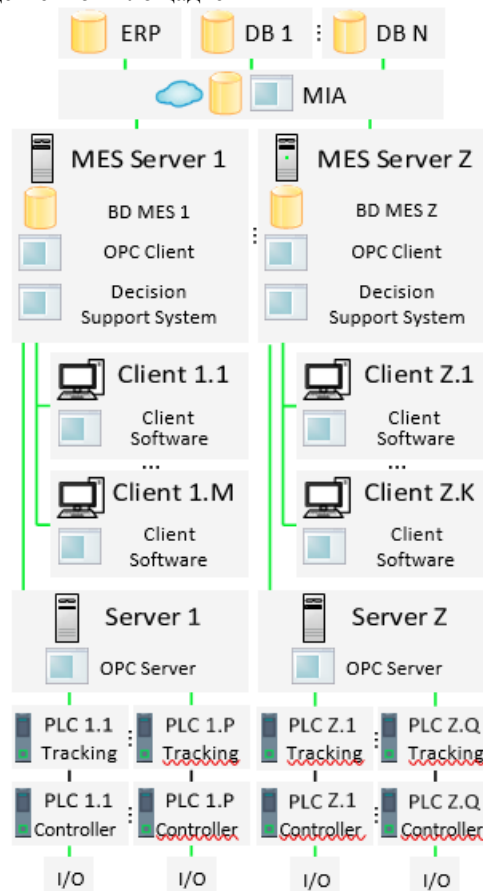 ERP
DB 1
⋮
DB N
MIA
MES Server 1
BD MES 1
OPC Client
Decision
Support System
⋮
MES Server Z
BD MES Z
OPC Client
Decision
Support System
Client 1.1
Client
Software
...
Client 1.M
Client
Software
Client Z.1
Client
Software
...
Client Z.K
Client
Software
Server 1
OPC Server
Server Z
OPC Server
PLC 1.1
Tracking
⋮
PLC 1.P
Tracking
PLC Z.1
Tracking
⋮
PLC Z.Q
Tracking
PLC 1.1
Controller
⋮
PLC 1.P
Controller
PLC Z.1
Controller
⋮
PLC Z.Q
Controller
I/O
I/O
I/O
I/O